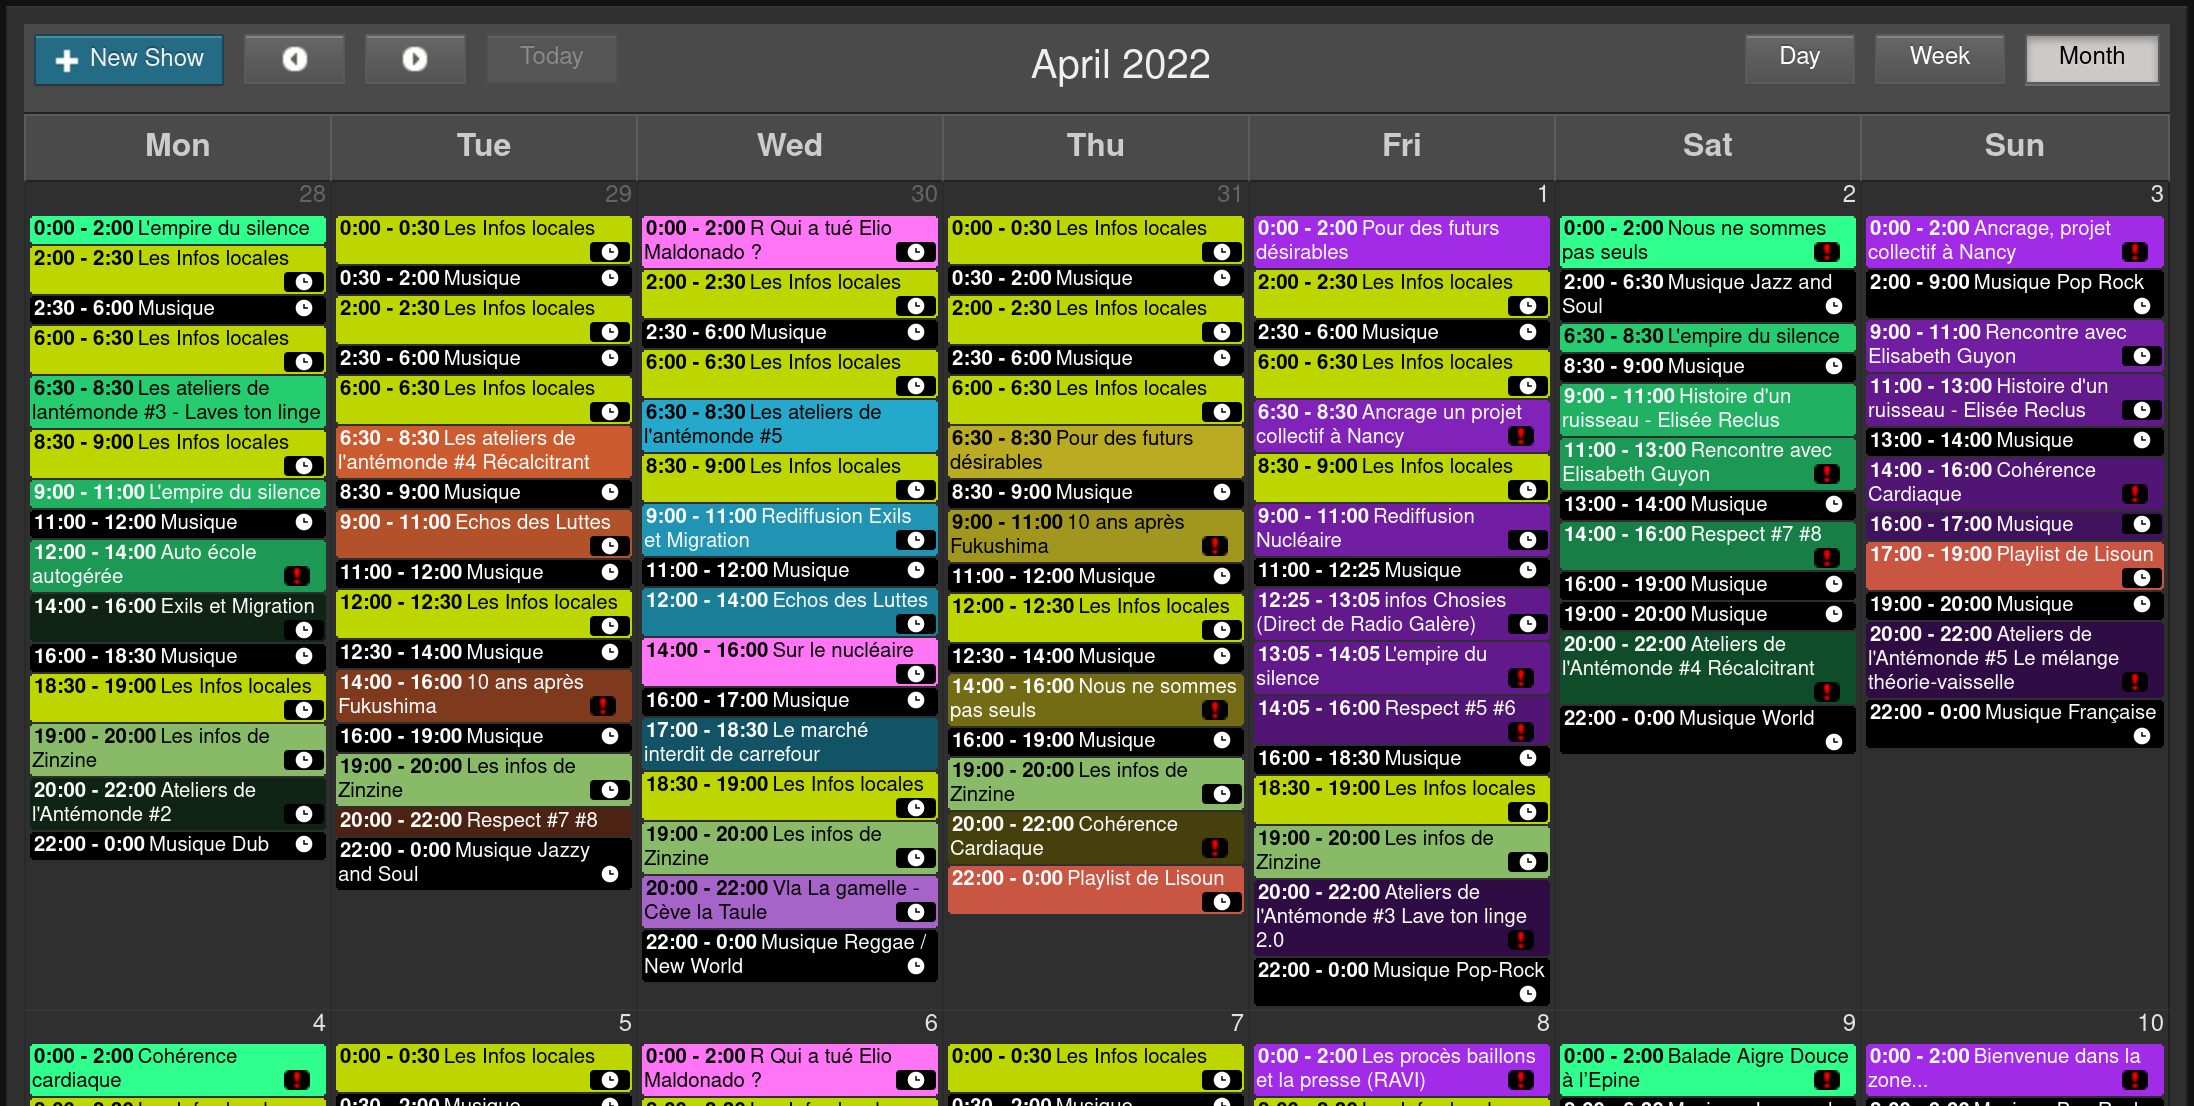 New Show
Today
April 2022
Day
Week
Month
Mon
Tue
Wed
Thu
Fri
Sat
Sun
28
0:00 - 2:00 L'empire du silence
2:00 - 2:30 Les Infos locales
2:30 - 6:00 Musique
6:00 - 6:30 Les Infos locales
6:30 - 8:30 Les ateliers de
lantémonde #3 - Laves ton linge
8:30 - 9:00 Les Infos locales
9:00 - 11:00 L'empire du silence
11:00 - 12:00 Musique
12:00 - 14:00 Auto école
autogérée
14:00 - 16:00 Exils et Migration
16:00 - 18:30 Musique
18:30 - 19:00 Les Infos locales
19:00 - 20:00 Les infos de
Zinzine
20:00 - 22:00 Ateliers de
l'Antémonde #2
22:00 - 0:00 Musique Dub
29
0:00 - 0:30 Les Infos locales
0:30 - 2:00 Musique
2:00 - 2:30 Les Infos locales
2:30 - 6:00 Musique
6:00 - 6:30 Les Infos locales
6:30 - 8:30 Les ateliers de
l'antémonde #4 Récalcitrant
8:30 - 9:00 Musique
9:00 - 11:00 Echos des Luttes
11:00 - 12:00 Musique
12:00 - 12:30 Les Infos locales
12:30 - 14:00 Musique
14:00 - 16:00 10 ans après
Fukushima
16:00 - 19:00 Musique
19:00 - 20:00 Les infos de
Zinzine
20:00 - 22:00 Respect #7 #8
22:00 - 0:00 Musique Jazzy
and Soul
30
0:00 - 2:00 R Qui a tué Elio
Maldonado ?
2:00 - 2:30 Les Infos locales
2:30 - 6:00 Musique
6:00 - 6:30 Les Infos locales
6:30 - 8:30 Les ateliers de
l'antémonde #5
8:30 - 9:00 Les Infos locales
9:00 - 11:00 Rediffusion Exils
et Migration
11:00 - 12:00 Musique
12:00 - 14:00 Echos des Luttes
14:00 - 16:00 Sur le nucléaire
16:00 - 17:00 Musique
17:00 - 18:30 Le marché
interdit de carrefour
18:30 - 19:00 Les Infos locales
19:00 - 20:00 Les infos de
Zinzine
20:00 - 22:00 Vla La gamelle -
Cève la Taule
22:00 - 0:00 Musique Reggae /
New World
31
0:00 - 0:30 Les Infos locales
0:30 - 2:00 Musique
2:00 - 2:30 Les Infos locales
2:30 - 6:00 Musique
6:00 - 6:30 Les Infos locales
6:30 - 8:30 Pour des futurs
désirables
8:30 - 9:00 Musique
9:00 - 11:00 10 ans après
Fukushima
11:00 - 12:00 Musique
12:00 - 12:30 Les Infos locales
12:30 - 14:00 Musique
14:00 - 16:00 Nous ne sommes
pas seuls
16:00 - 19:00 Musique
19:00 - 20:00 Les infos de
Zinzine
20:00 - 22:00 Cohérence
Cardiaque
22:00 - 0:00 Playlist de Lisoun
1
0:00 - 2:00 Pour des futurs
désirables
2:00 - 2:30 Les Infos locales
2:30 - 6:00 Musique
6:00 - 6:30 Les Infos locales
6:30 - 8:30 Ancrage un projet
collectif à Nancy
8:30 - 9:00 Les Infos locales
9:00 - 11:00 Rediffusion
Nucléaire
11:00 - 12:25 Musique
12:25 - 13:05 infos Chosies
(Direct de Radio Galère)
13:05 - 14:05 L'empire du
silence
14:05 - 16:00 Respect #5 #6
16:00 - 18:30 Musique
18:30 - 19:00 Les Infos locales
19:00 - 20:00 Les infos de
Zinzine
20:00 - 22:00 Ateliers de
l'Antémonde #3 Lave ton linge
2.0
22:00 - 0:00 Musique Pop-Rock
2
0:00 - 2:00 Nous ne sommes
pas seuls
2:00 - 6:30 Musique Jazz and
Soul
6:30 - 8:30 L'empire du silence
8:30 - 9:00 Musique
9:00 - 11:00 Histoire d'un
ruisseau - Elisée Reclus
11:00 - 13:00 Rencontre avec
Elisabeth Guyon
13:00 - 14:00 Musique
14:00 - 16:00 Respect #7 #8
16:00 - 19:00 Musique
19:00 - 20:00 Musique
20:00 - 22:00 Ateliers de
l'Antémonde #4 Récalcitrant
22:00 - 0:00 Musique World
3
0:00 - 2:00 Ancrage, projet
collectif à Nancy
2:00 - 9:00 Musique Pop Rock
9:00 - 11:00 Rencontre avec
Elisabeth Guyon
11:00 - 13:00 Histoire d'un
ruisseau - Elisée Reclus
13:00 - 14:00 Musique
14:00 - 16:00 Cohérence
Cardiaque
16:00 - 17:00 Musique
17:00 - 19:00 Playlist de Lisoun
19:00 - 20:00 Musique
20:00 - 22:00 Ateliers de
l'Antémonde #5 Le mélange
théorie-vaisselle
22:00 - 0:00 Musique Française
4
0:00 - 2:00 Cohérence
cardiaque
5
0:00 - 0:30 Les Infos locales
0:30 - 2:00 Musique
6
0:00 - 2:00 R Qui a tué Elio
Maldonado ?
7
0:00 - 0:30 Les Infos locales
0:30 - 2:00 Musique
8
0:00 - 2:00 Les procès baillons
et la presse (RAVI)
9
0:00 - 2:00 Balade Aigre Douce
à l'Epine
10
0:00 - 2:00 Bienvenue dans la
zone...